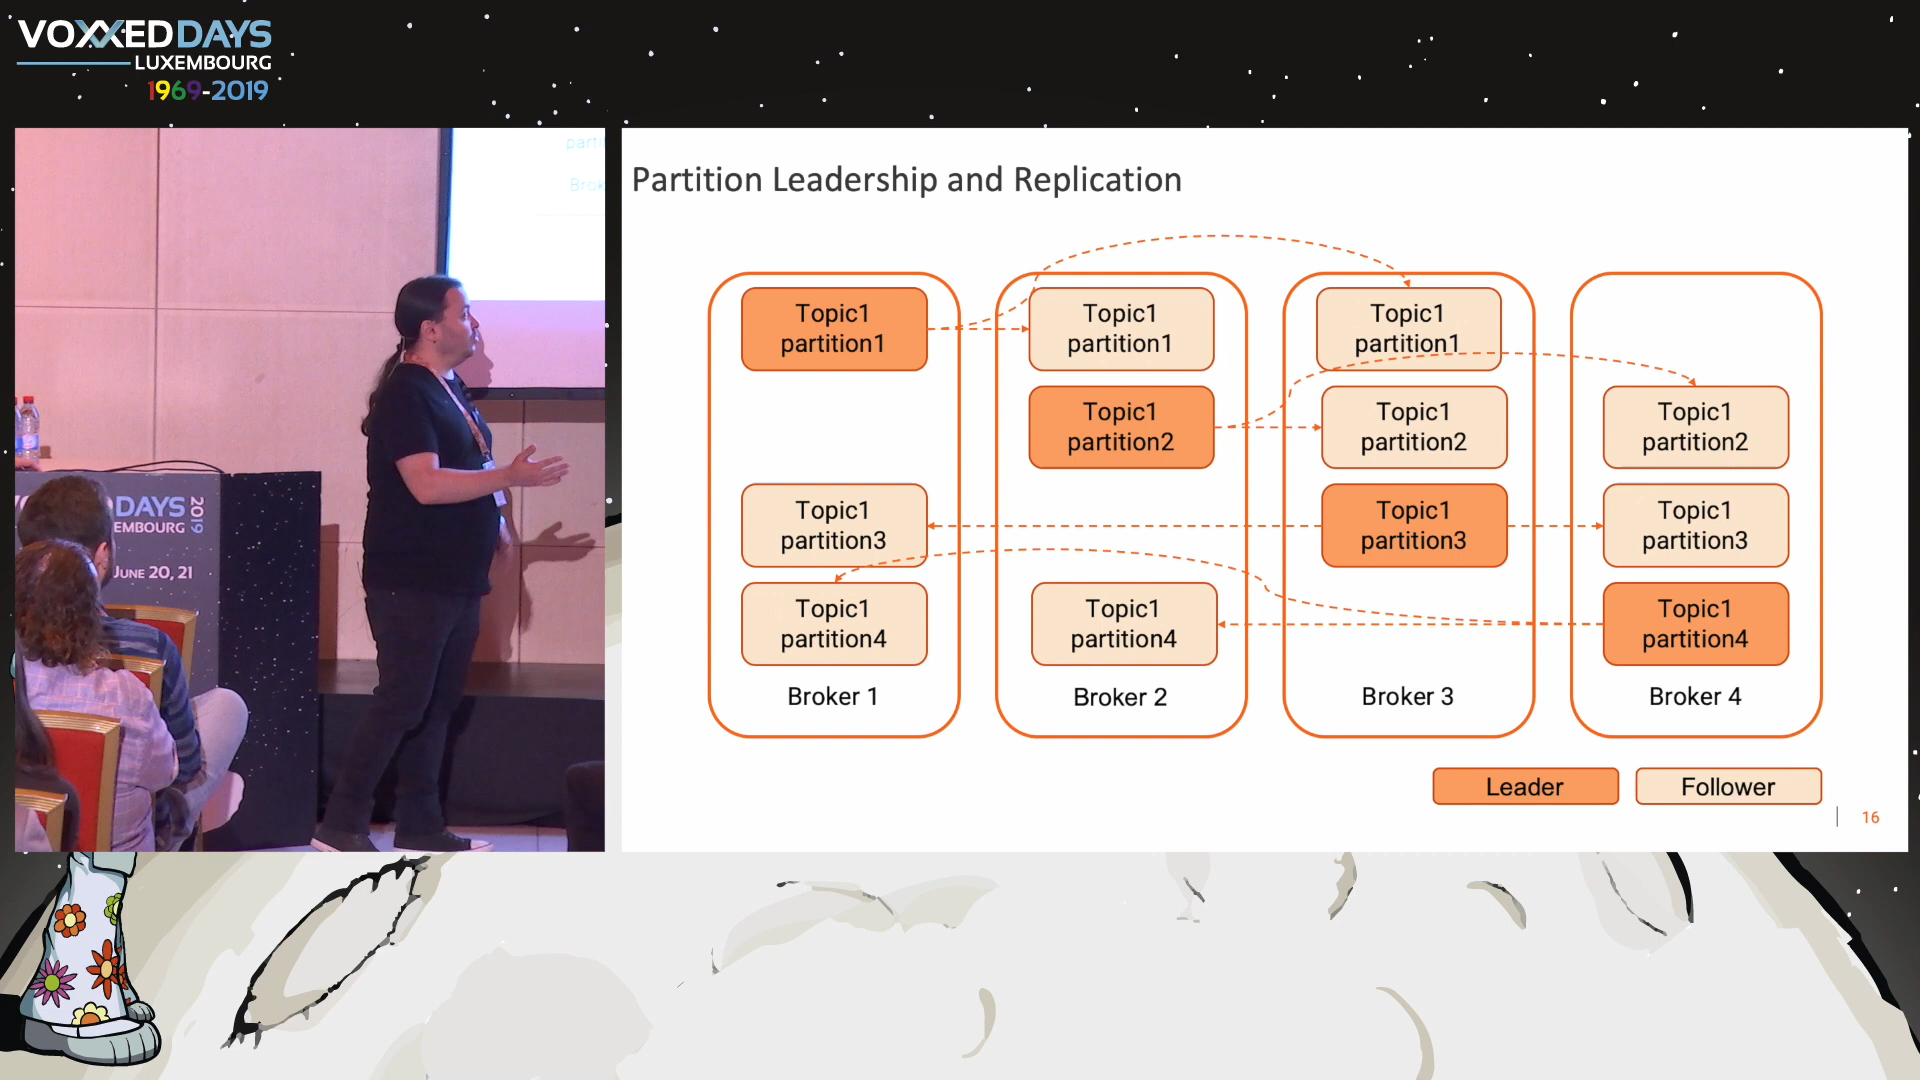 VOXXEDDAYS
LUXEMBOURG
1969-2019
DAYS
2019
EMBOURG
JUNE 20, 21
Partition Leadership and Replication
Topic1
partition1
Topic1
partition1
Topic1
partition1
Topic1
partition2
Topic1
partition2
Topic1
partition2
Topic1
partition3
Topic1
partition3
Topic1
partition3
Topic1
partition4
Topic1
partition4
Topic1
partition4
Broker 1
Broker 2
Broker 3
Broker 4
Leader
Follower
16